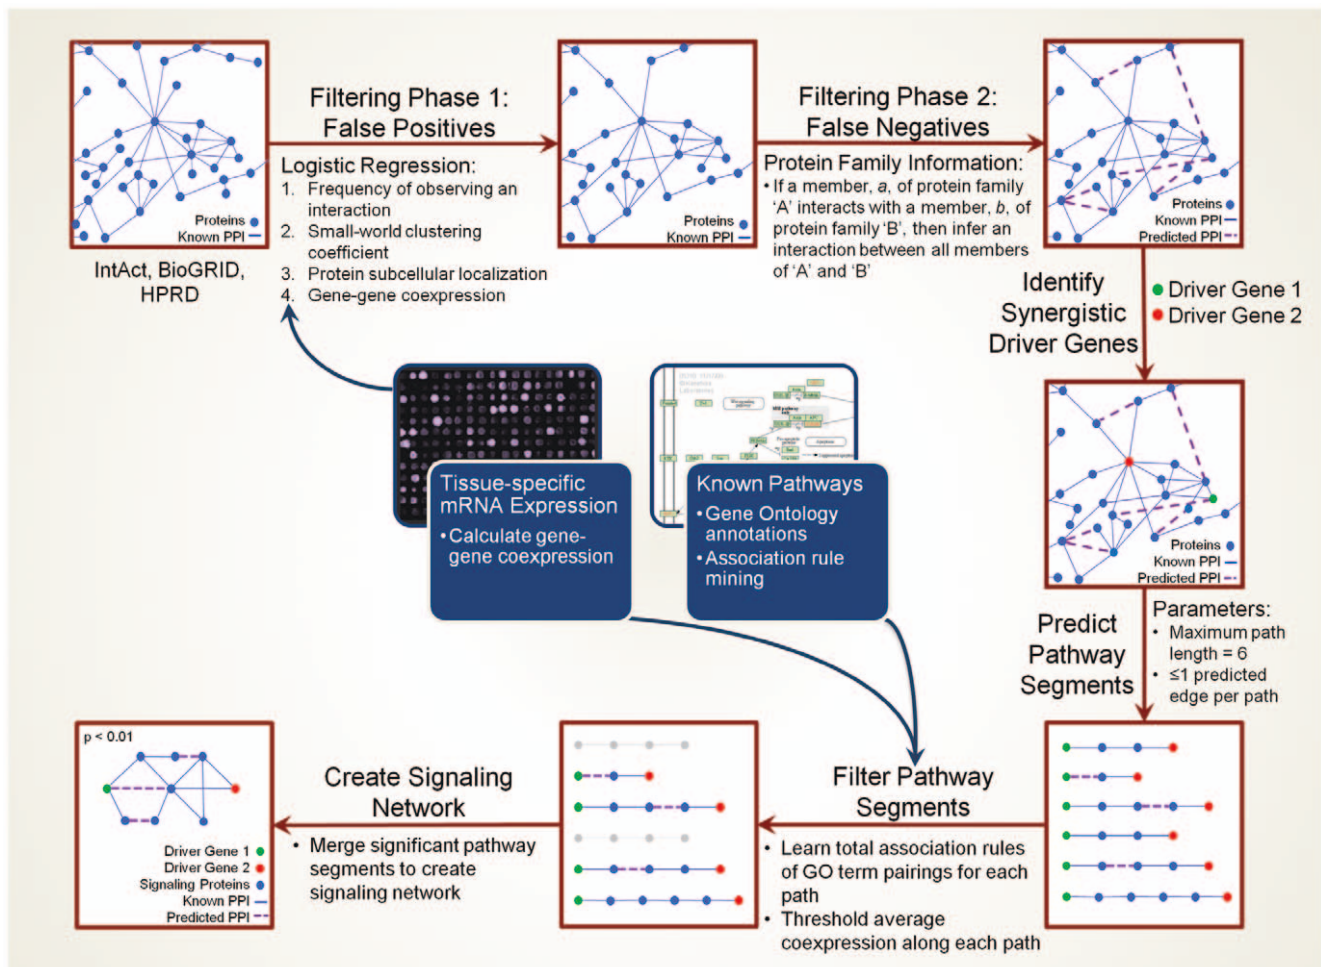 Proteins
Known PPI
IntAct, BioGRID,
HPRD
Filtering Phase 1:
False Positives
Logistic Regression:
1. Frequency of observing an
interaction
2. Small-world clustering
coefficient
3. Protein subcellular localization
4. Gene-gene coexpression
Proteins
Known PPI
Filtering Phase 2:
False Negatives
Protein Family Information:
• If a member, a, of protein family
‘A’ interacts with a member, b, of
protein family ‘B’, then infer an
interaction between all members
of ‘A’ and ‘B’
Proteins
Known PPI
Predicted PPI
Identify
Synergistic
Driver Genes
Driver Gene 1
Driver Gene 2
Tissue-specific
mRNA Expression
• Calculate gene-
gene coexpression
Known Pathways
• Gene Ontology
annotations
• Association rule
mining
Proteins
Known PPI
Predicted PPI
Predict
Pathway
Segments
Parameters:
• Maximum path
length = 6
• ≤1 predicted
edge per path
Filter Pathway
Segments
• Learn total association rules
of GO term pairings for each
path
• Threshold average
coexpression along each path
Create Signaling
Network
• Merge significant pathway
segments to create
signaling network
p < 0.01
Driver Gene 1
Driver Gene 2
Signaling Proteins
Known PPI
Predicted PPI